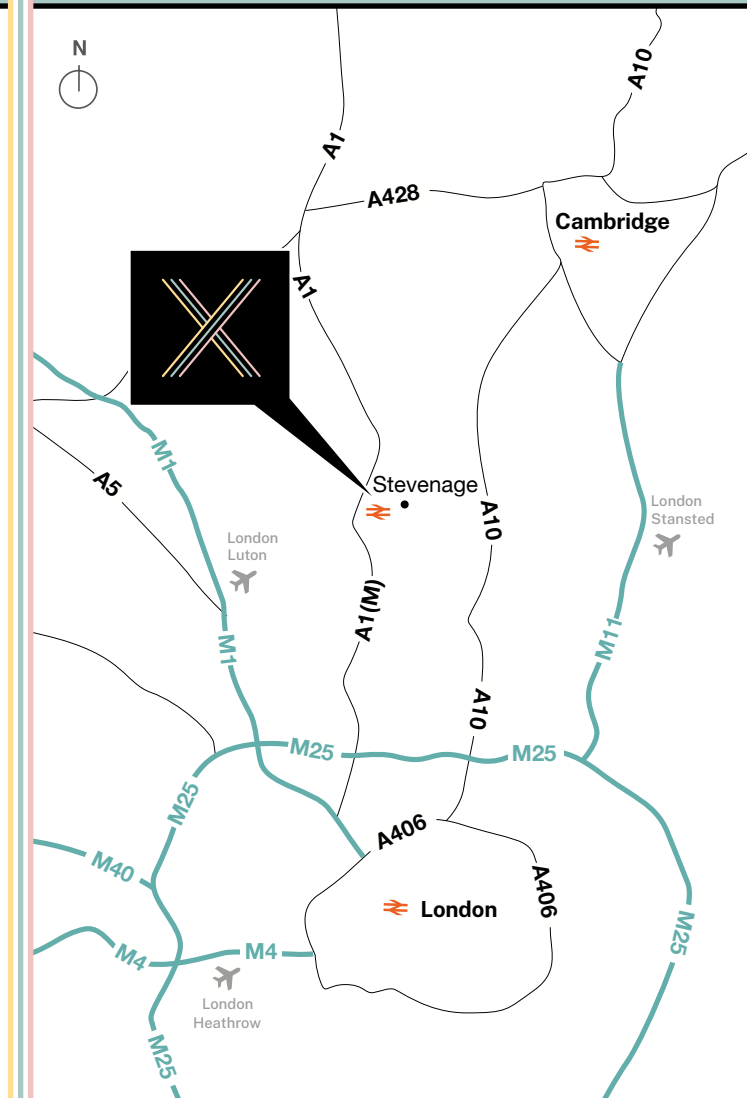 N
A10
A1
A428
Cambridge
A1
M1
A5
Stevenage
A10
London
Stansted
London
Luton
A1(M)
M11
M1
A10
M25
M25
M25
A406
M40
A406
London
M25
M4
M4
London
Heathrow
M25